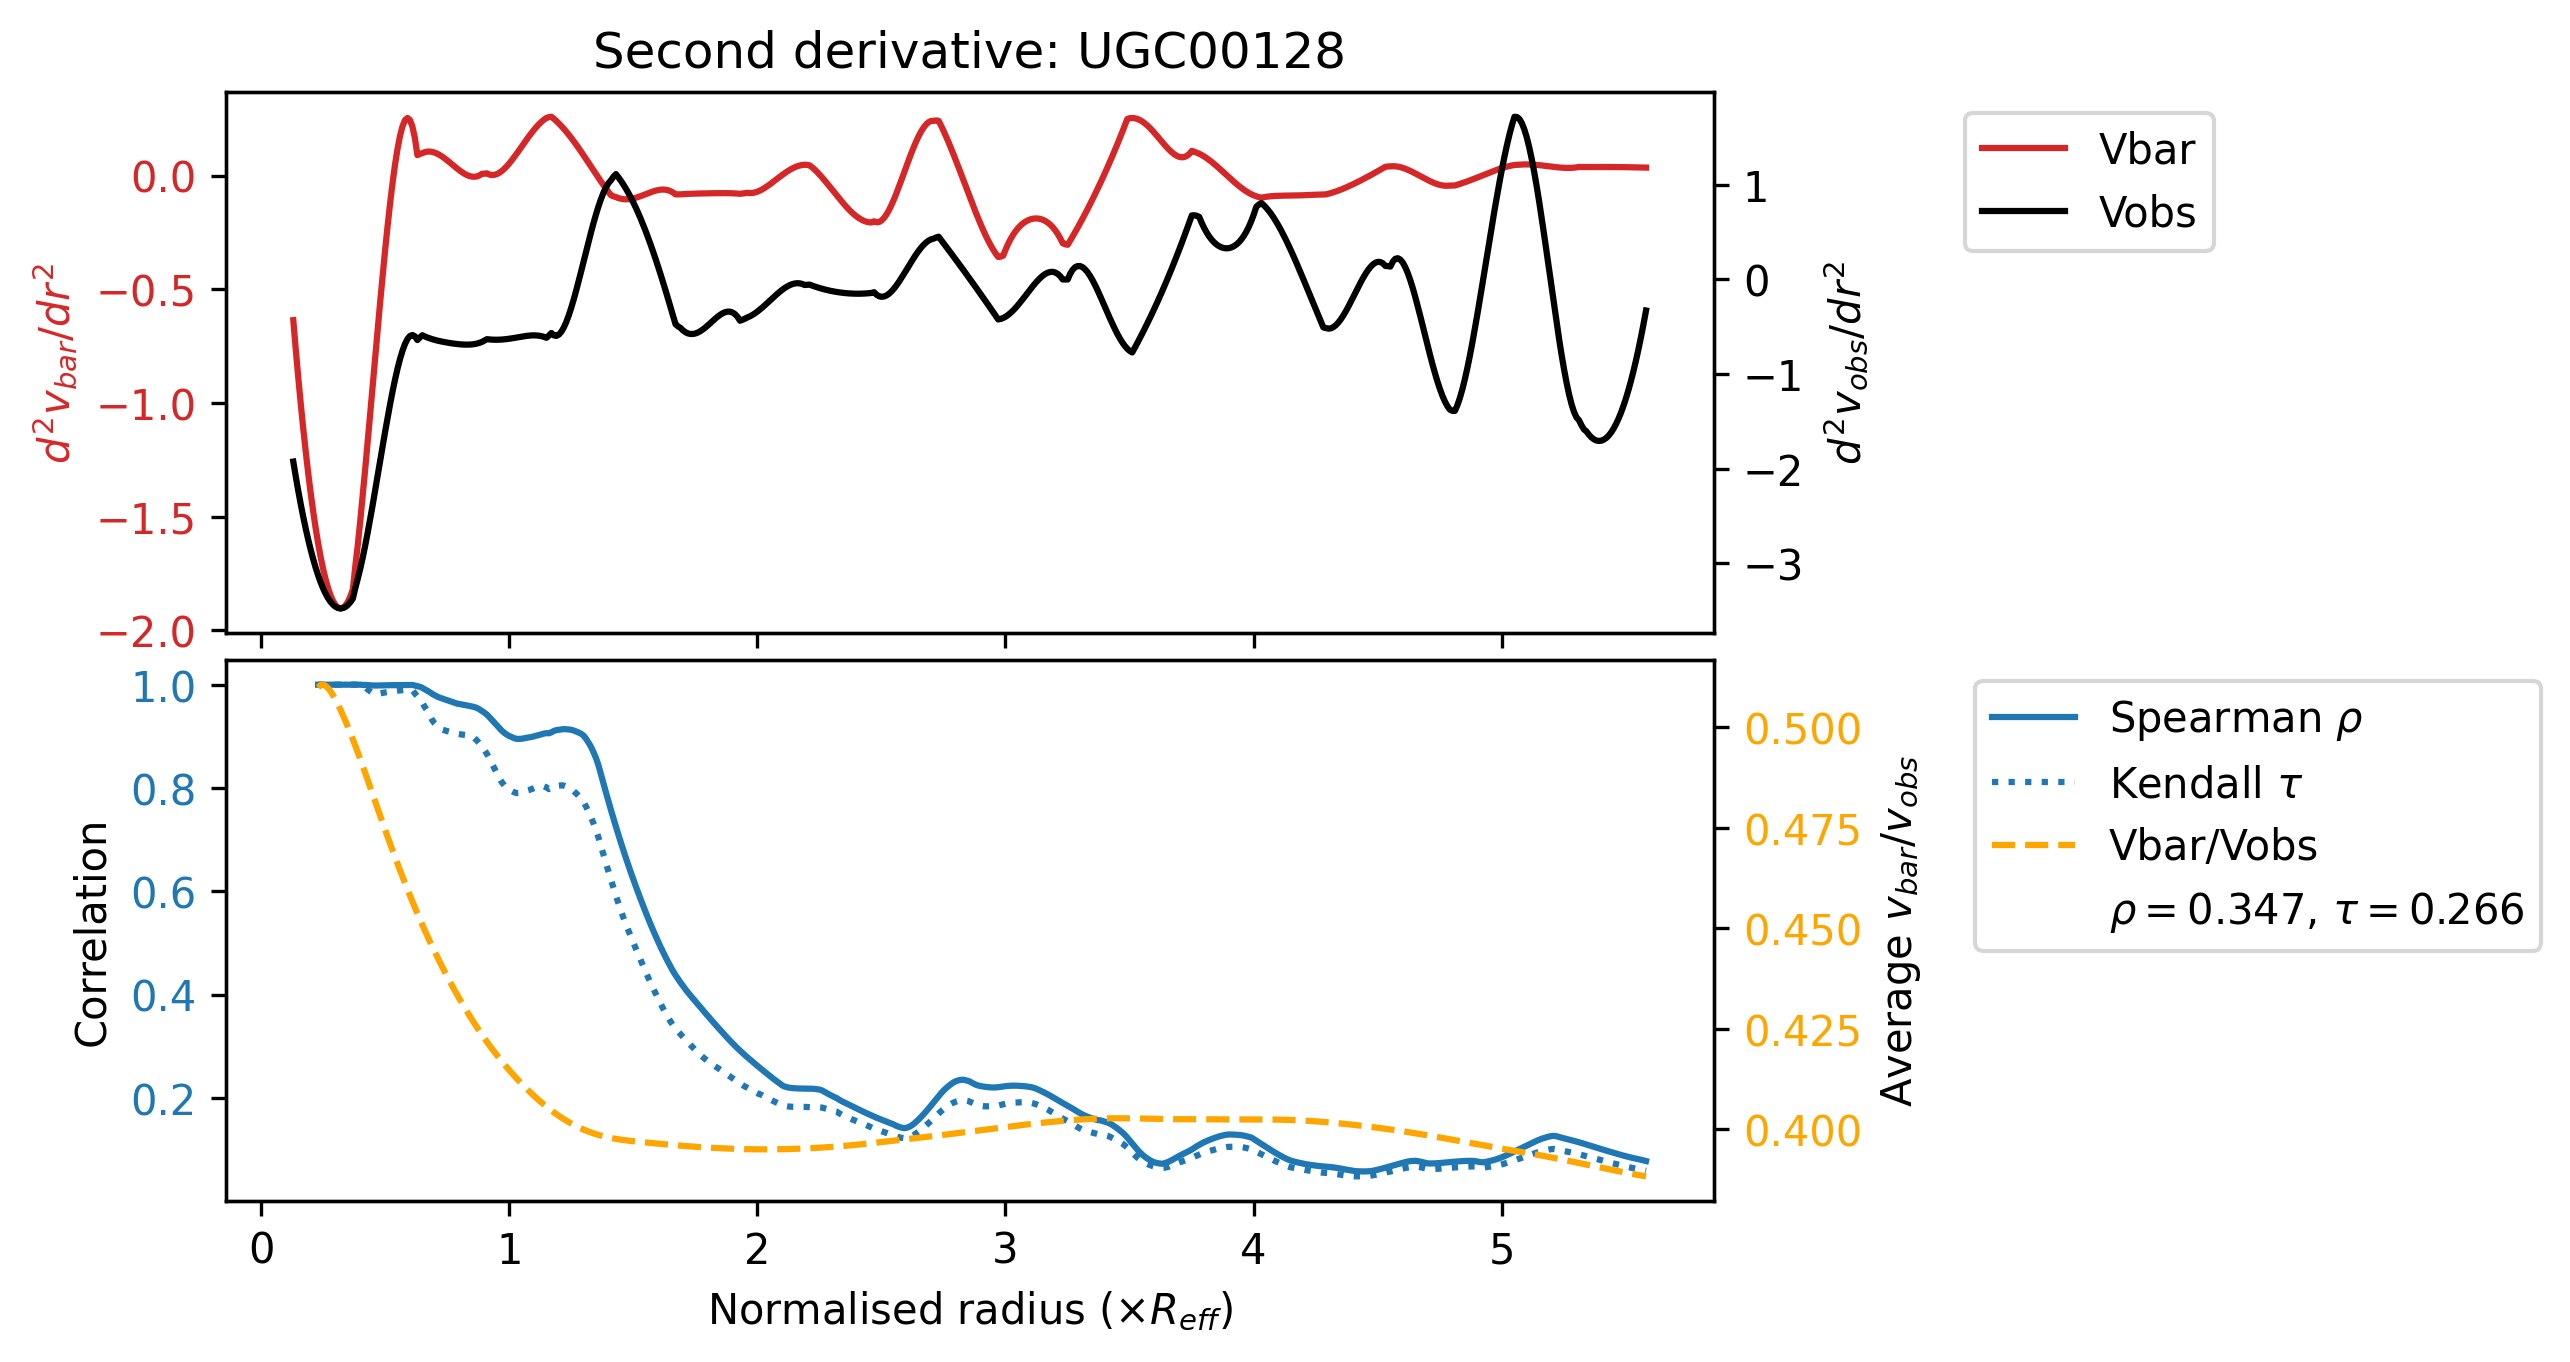 Second derivative: UGC00128
d²v_bar/dr²
0.0
−0.5
−1.0
−1.5
−2.0
1
0
−1
−2
−3
d²v_obs/dr²
Vbar
Vobs
Correlation
1.0
0.8
0.6
0.4
0.2
0.500
0.475
0.450
0.425
0.400
Average v_bar/v_obs
Spearman ρ
Kendall τ
Vbar/Vobs
ρ = 0.347, τ = 0.266
0 1 2 3 4 5
Normalised radius (×R_eff)